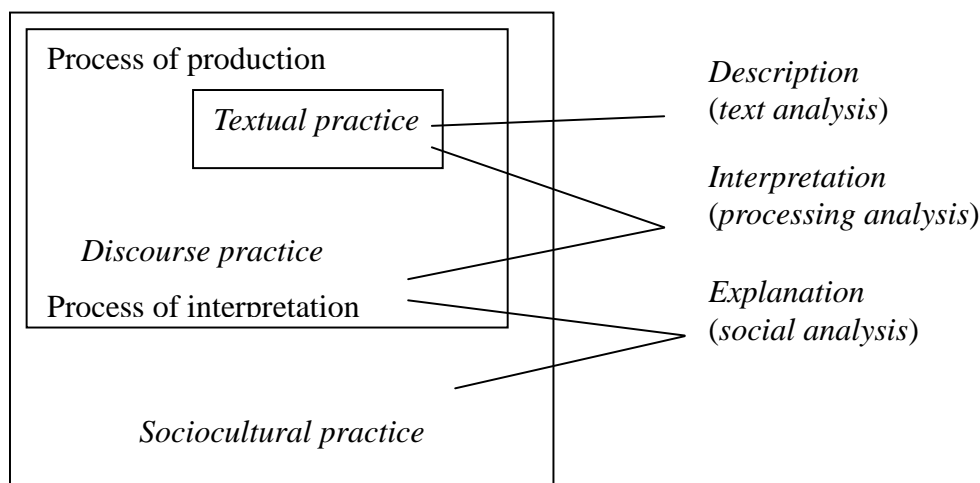 Process of production
Textual practice
Discourse practice
Process of interpretation
Sociocultural practice
Description
(text analysis)
Interpretation
(processing analysis)
Explanation
(social analysis)